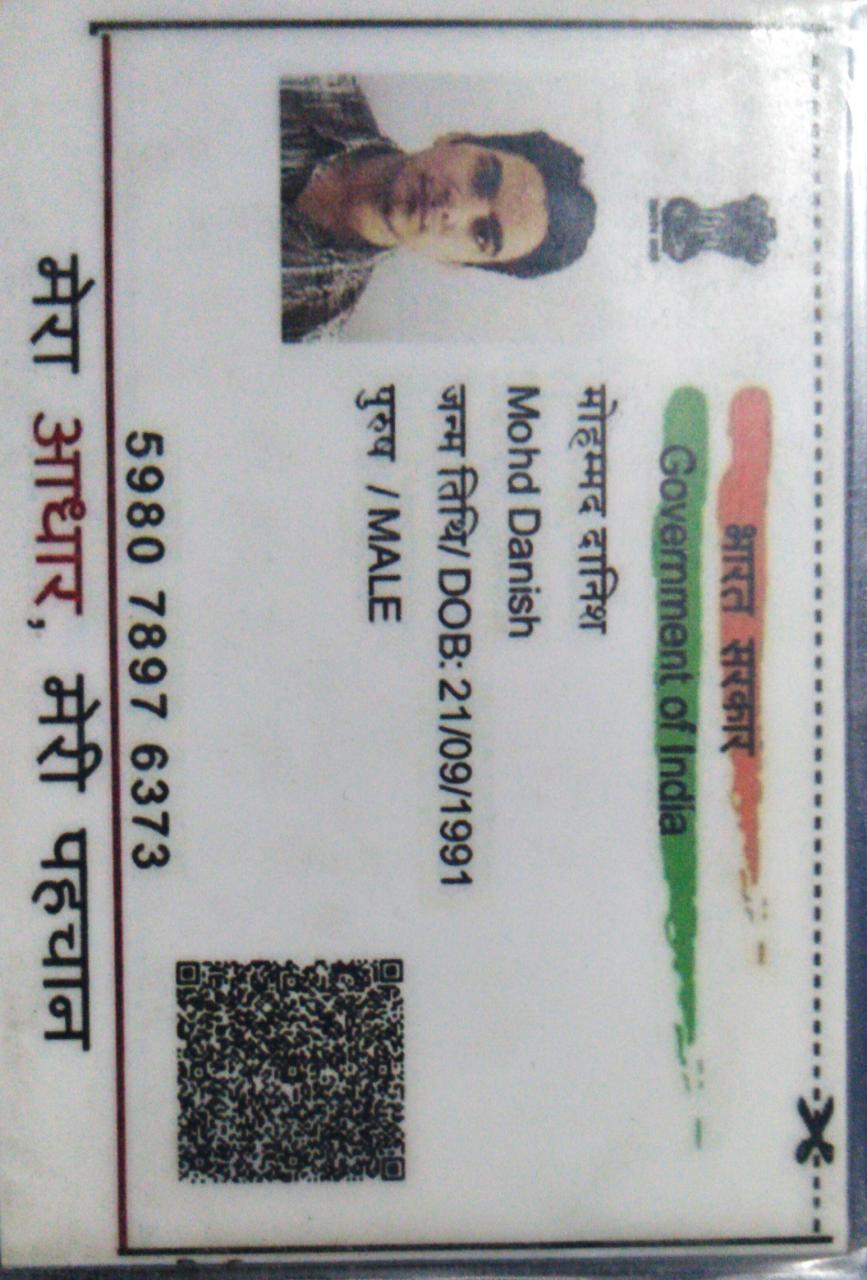 भारत सरकार
Government of India
मोहम्मद दानिश
Mohd Danish
जन्म तिथि/ DOB: 21/09/1991
पुरुष / MALE
5980 7897 6373
मेरा आधार, मेरी पहचान